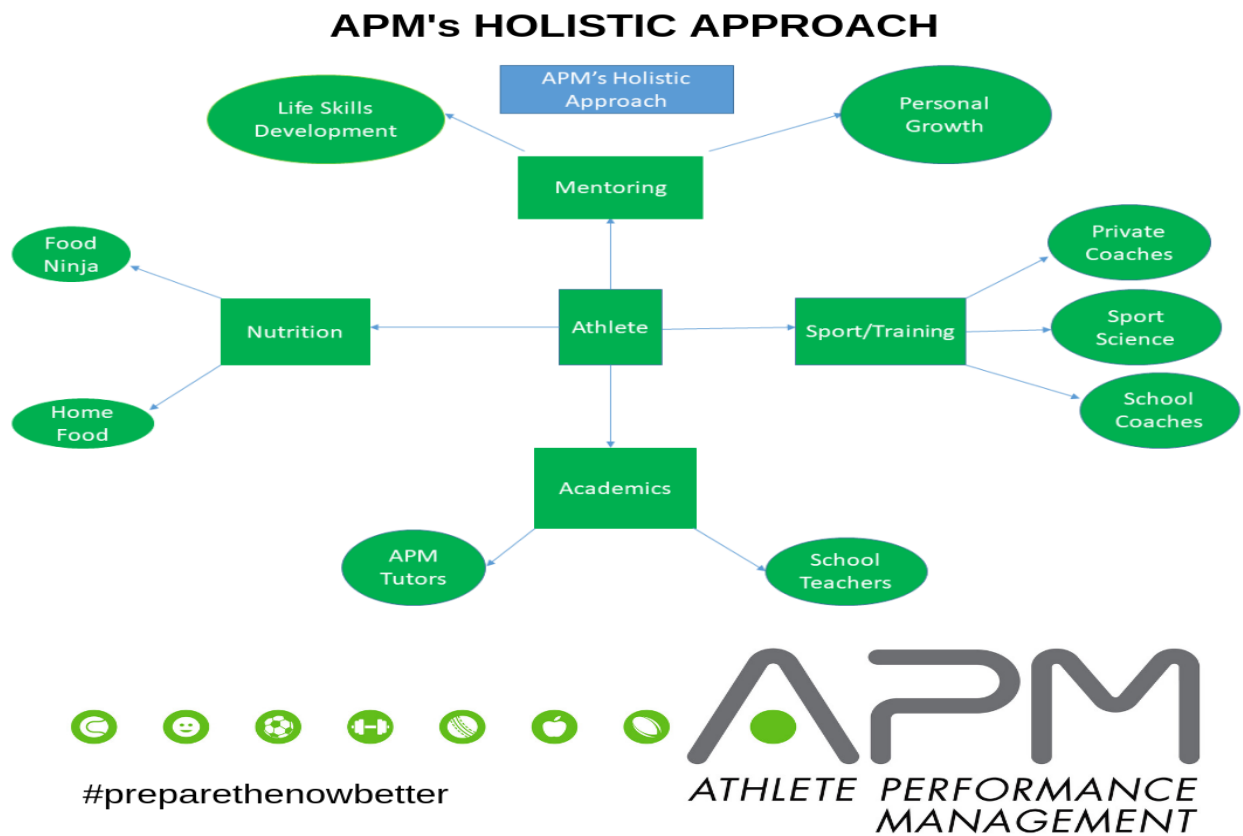 APM's HOLISTIC APPROACH
APM’s Holistic
Approach
Life Skills
Development
Personal
Growth
Mentoring
Food
Ninja
Private
Coaches
Nutrition
Athlete
Sport/Training
Sport
Science
Home
Food
School
Coaches
Academics
APM
Tutors
School
Teachers
APM
#preparethenowbetter
ATHLETE PERFORMANCE
MANAGEMENT